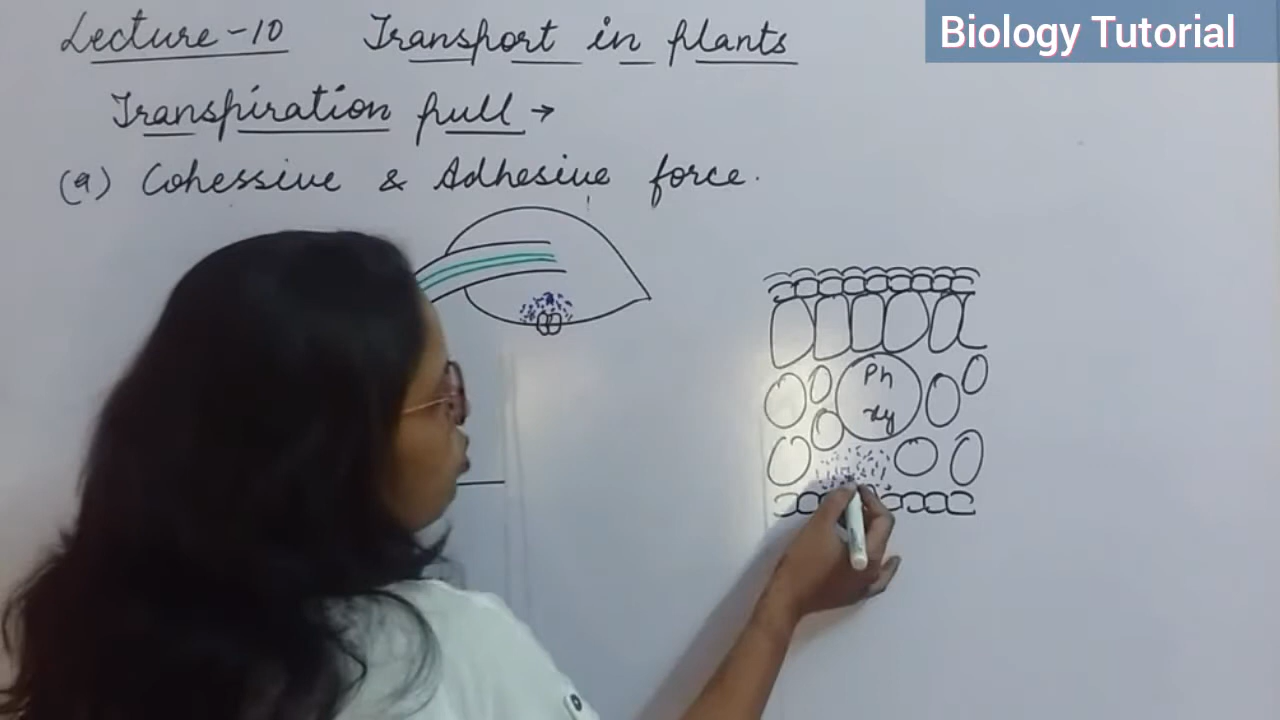 Lecture-10 Transport in plants
Biology Tutorial
Transpiration pull →
(a) Cohessive & Adhesive force.
Ph
xy